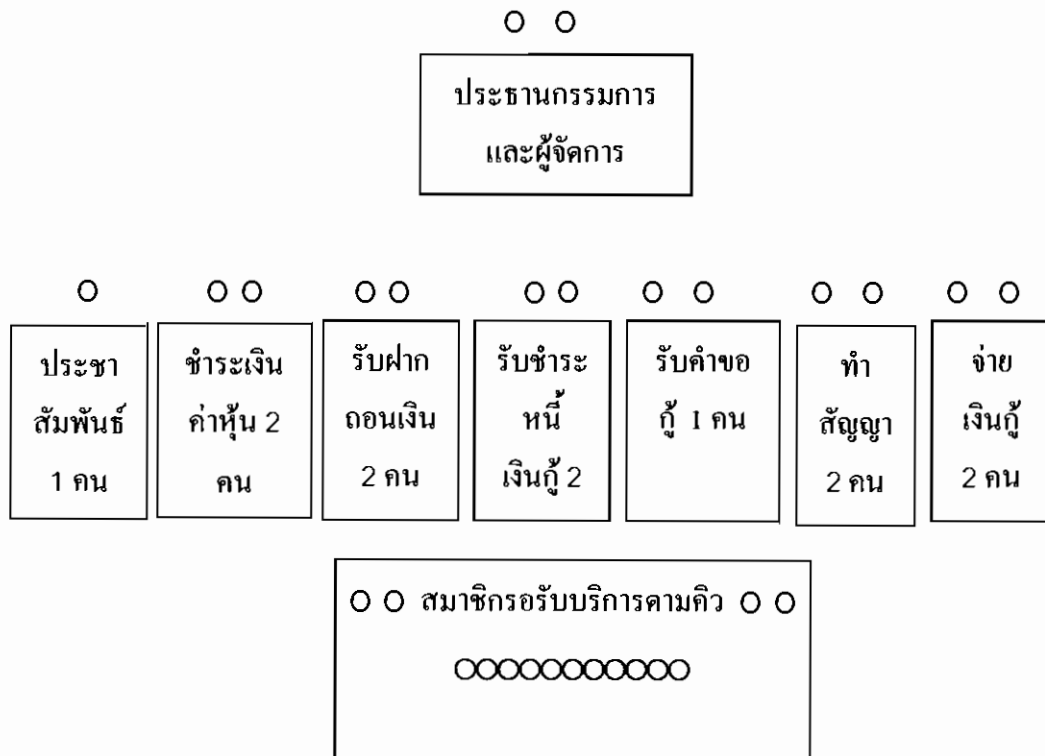 ประธานกรรมการ
และผู้จัดการ
ประชา
สัมพันธ์
1 คน
ชำระเงิน
ค่าหุ้น 2
คน
รับฝาก
ถอนเงิน
2 คน
รับชำระ
หนี้
เงินกู้ 2
รับคำขอ
กู้ 1 คน
ทำ
สัญญา
2 คน
จ่าย
เงินกู้
2 คน
สมาชิกรอรับบริการตามคิว